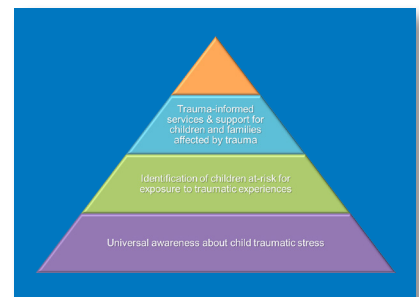 Trauma-informed
services & support for
children and families
affected by trauma
Identification of children at-risk for
exposure to traumatic experiences
Universal awareness about child traumatic stress